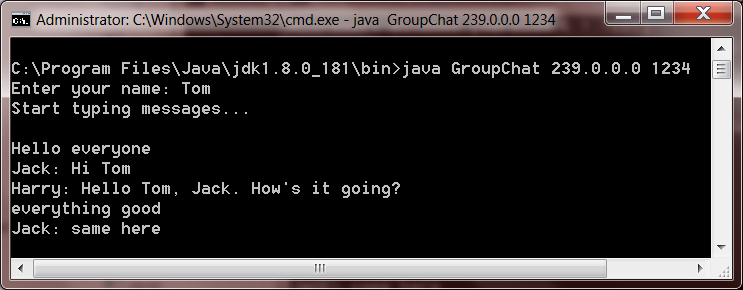 Administrator: C:\Windows\System32\cmd.exe - java  GroupChat 239.0.0.0 1234
C:\Program Files\Java\jdk1.8.0_181\bin>java GroupChat 239.0.0.0 1234
Enter your name: Tom
Start typing messages...
Hello everyone
Jack: Hi Tom
Harry: Hello Tom, Jack. How's it going?
everything good
Jack: same here